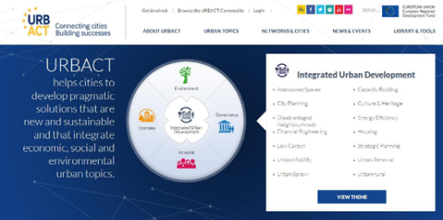 URB
ACT
Connecting cities
Building successes
Get involved | Browse the URBACT Community | Login
EUROPEAN UNION
European Regional
Development Fund
ABOUT URBACT
URBAN TOPICS
NETWORKS & CITIES
NEWS & EVENTS
LIBRARY & TOOLS
URBACT
helps cities to
develop pragmatic
solutions that are
new and sustainable
and that integrate
economic, social and
environmental
urban topics.
Environment
Economy
Integrated Urban
Development
Governance
Inclusion
Integrated Urban Development
Abandoned Spaces
City Planning
Disadvantaged
Neighbourhoods
Financial Engineering
Low Carbon
Urban Mobility
Urban Sprawl
Capacity Building
Culture & Heritage
Energy Efficiency
Housing
Strategic Planning
Urban Renewal
Urban-rural
VIEW THEME